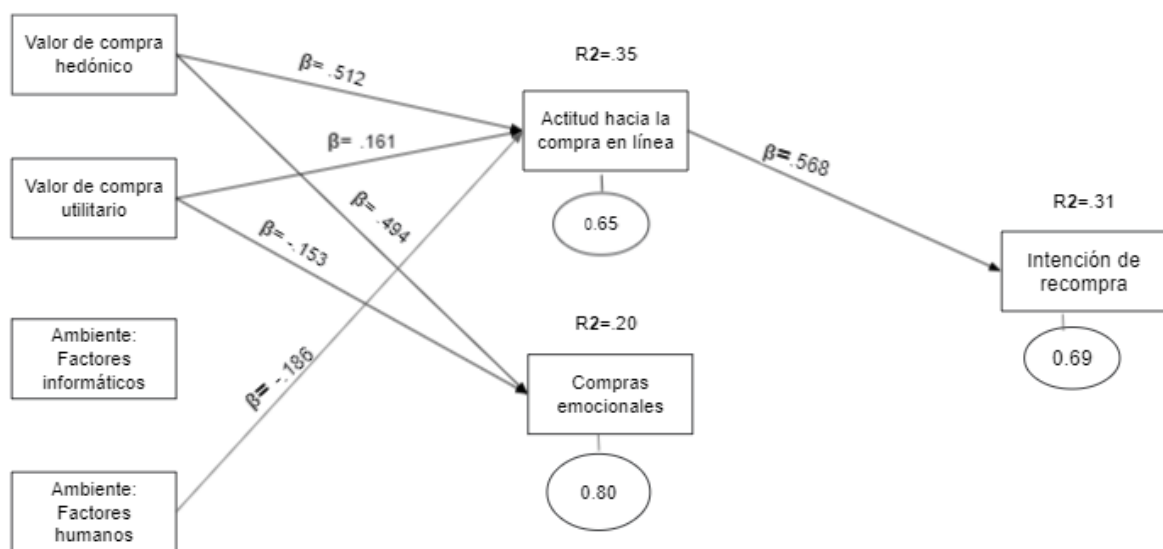 Valor de compra
hedónico
β= .512
R2=.35
Actitud hacia la
compra en línea
0.65
β= .161
Valor de compra
utilitario
β= .494
β= -.153
β=.568
R2=.31
Intención de
recompra
0.69
Ambiente:
Factores
informáticos
R2=.20
Compras
emocionales
0.80
β= -.186
Ambiente:
Factores
humanos